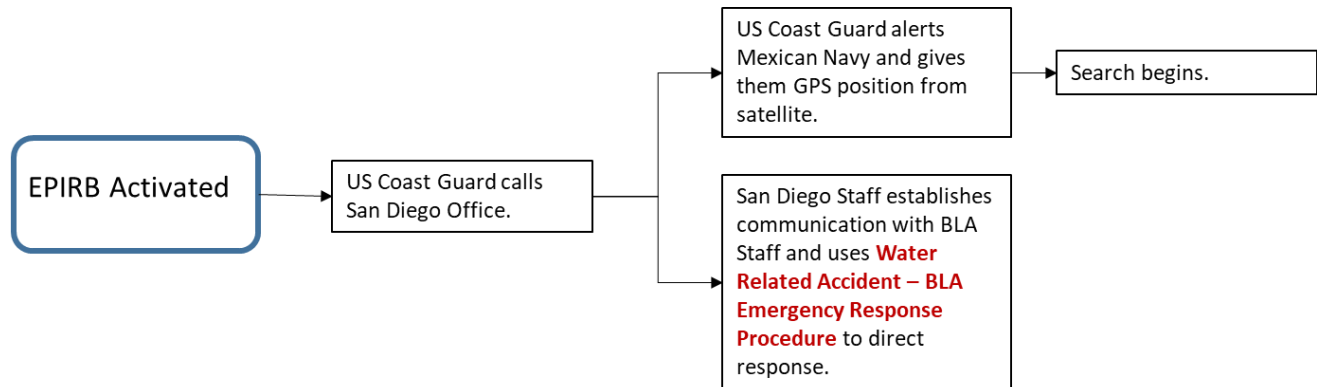 EPIRB Activated
US Coast Guard calls
San Diego Office.
US Coast Guard alerts
Mexican Navy and gives
them GPS position from
satellite.
Search begins.
San Diego Staff establishes
communication with BLA
Staff and uses Water
Related Accident – BLA
Emergency Response
Procedure to direct
response.